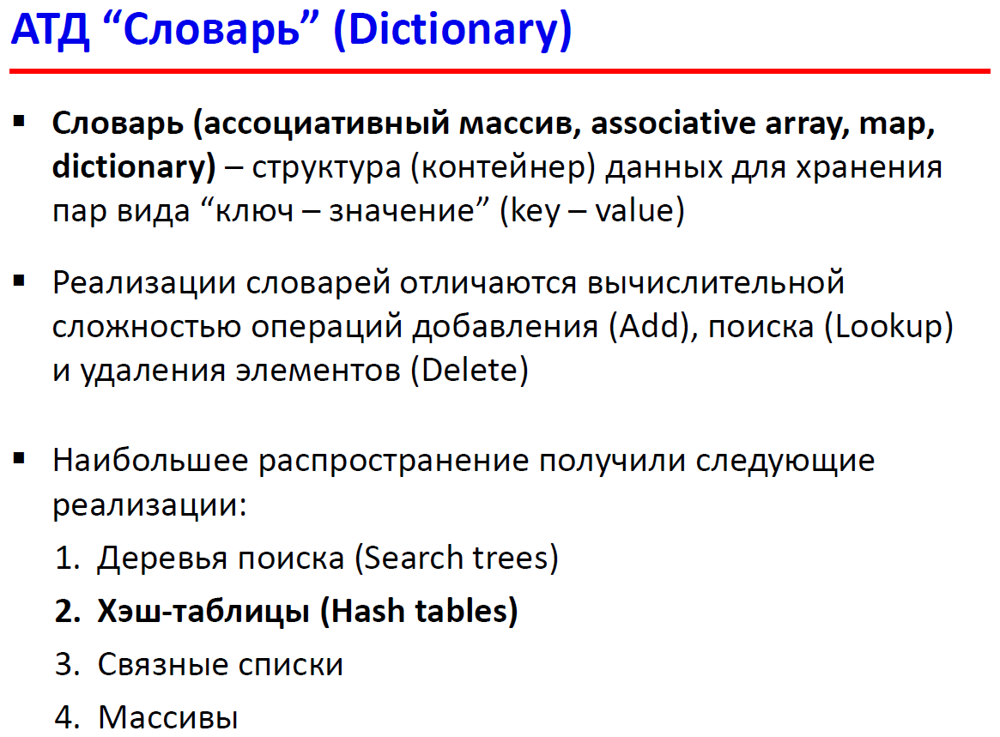 АТД “Словарь” (Dictionary)
▪ Словарь (ассоциативный массив, associative array, map,
dictionary) – структура (контейнер) данных для хранения
пар вида “ключ – значение” (key – value)
▪ Реализации словарей отличаются вычислительной
сложностью операций добавления (Add), поиска (Lookup)
и удаления элементов (Delete)
▪ Наибольшее распространение получили следующие
реализации:
1. Деревья поиска (Search trees)
2. Хэш-таблицы (Hash tables)
3. Связные списки
4. Массивы